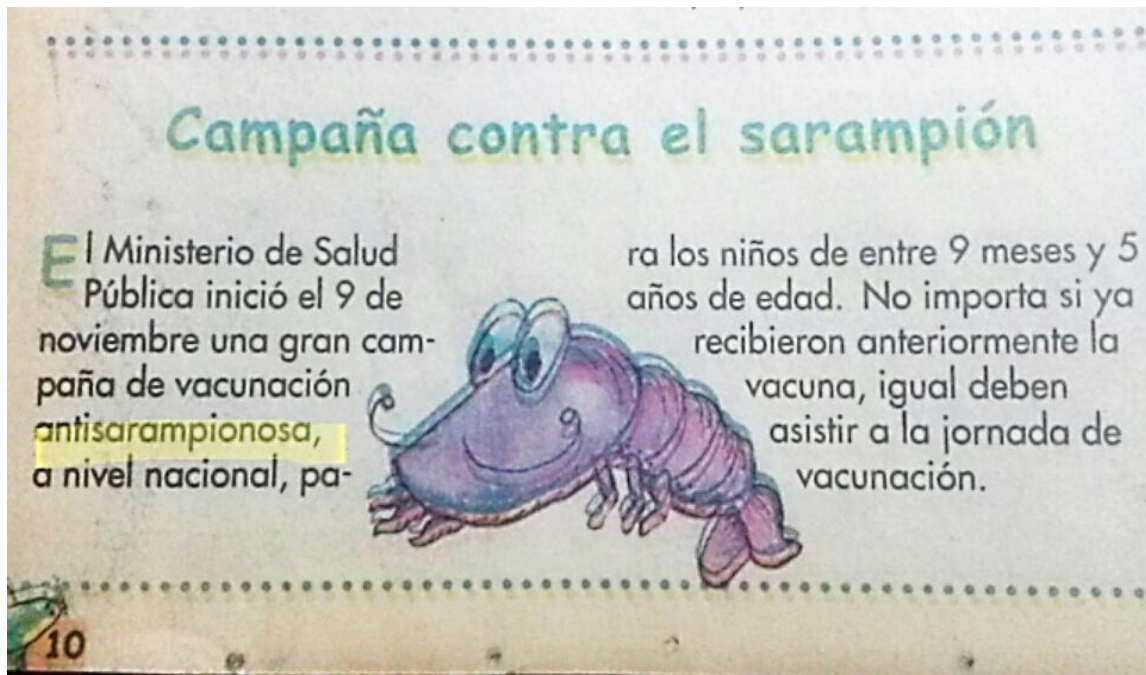 Campaña contra el sarampión
El Ministerio de Salud
Pública inició el 9 de
noviembre una gran cam-
paña de vacunación
antisarampionosa,
a nivel nacional, pa-
ra los niños de entre 9 meses y 5
años de edad. No importa si ya
recibieron anteriormente la
vacuna, igual deben
asistir a la jornada de
vacunación.
10